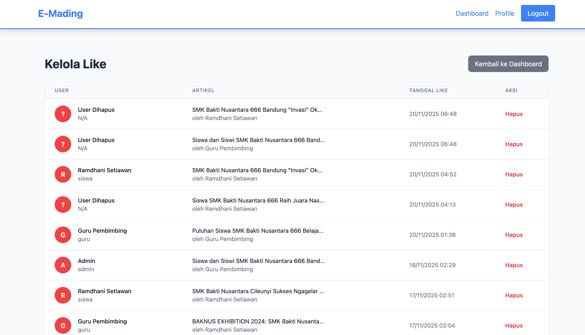 E-Mading
Dashboard Profile Logout
Kelola Like
Kembali ke Dashboard
USER ARTIKEL TANGGAL LIKE AKSI
? User Dihapus
N/A
SMK Bakti Nusantara 666 Bandung "Invasi" Ok...
oleh Ramdhani Setiawan
20/11/2025 06:48
Hapus
? User Dihapus
N/A
Siswa dan Siswi SMK Bakti Nusantara 666 Band...
oleh Guru Pembimbing
20/11/2025 06:48
Hapus
R Ramdhani Setiawan
siswa
SMK Bakti Nusantara 666 Bandung "Invasi" Ok...
oleh Ramdhani Setiawan
20/11/2025 04:52
Hapus
? User Dihapus
N/A
Siswa SMK Bakti Nusantara 666 Raih Juara Nas...
oleh Ramdhani Setiawan
20/11/2025 04:13
Hapus
G Guru Pembimbing
guru
Puluhan Siswa SMK Bakti Nusantara 666 Belaja...
oleh Guru Pembimbing
20/11/2025 01:38
Hapus
A Admin
admin
Siswa dan Siswi SMK Bakti Nusantara 666 Band...
oleh Guru Pembimbing
18/11/2025 02:29
Hapus
R Ramdhani Setiawan
siswa
SMK Bakti Nusantara Cileunyi Sukses Ngagelar ...
oleh Ramdhani Setiawan
17/11/2025 02:51
Hapus
G Guru Pembimbing
guru
BAKNUS EXHIBITION 2024: SMK Bakti Nusanta...
oleh Ramdhani Setiawan
17/11/2025 02:04
Hapus